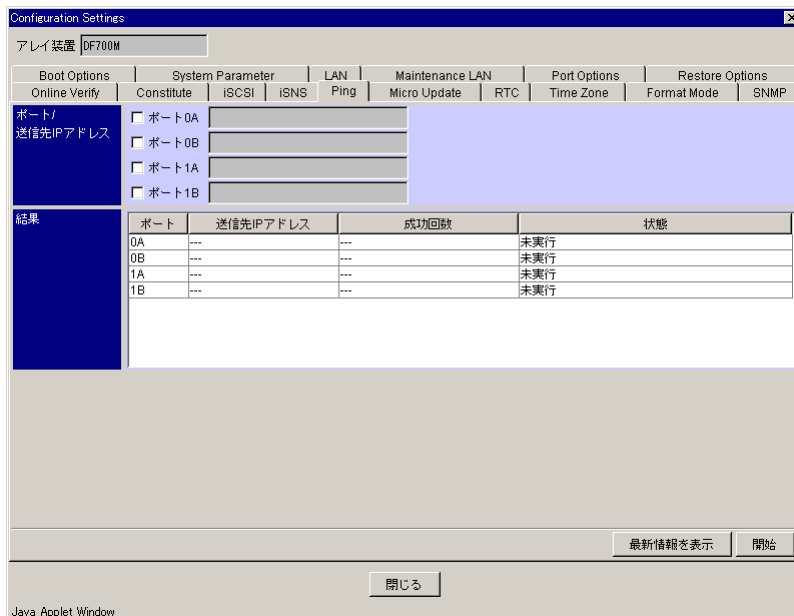 Configuration Settings
アレイ装置 DF700M
Boot Options System Parameter LAN Maintenance LAN Port Options Restore Options
Online Verify Constitute iSCSI iSNS Ping Micro Update RTC Time Zone Format Mode SNMP
ポート/
送信先IPアドレス
ポート0A
ポート0B
ポート1A
ポート1B
結果
ポート 送信先IPアドレス 成功回数 状態
0A --- --- 未実行
0B --- --- 未実行
1A --- --- 未実行
1B --- --- 未実行
最新情報を表示 開始
閉じる
Java Applet Window